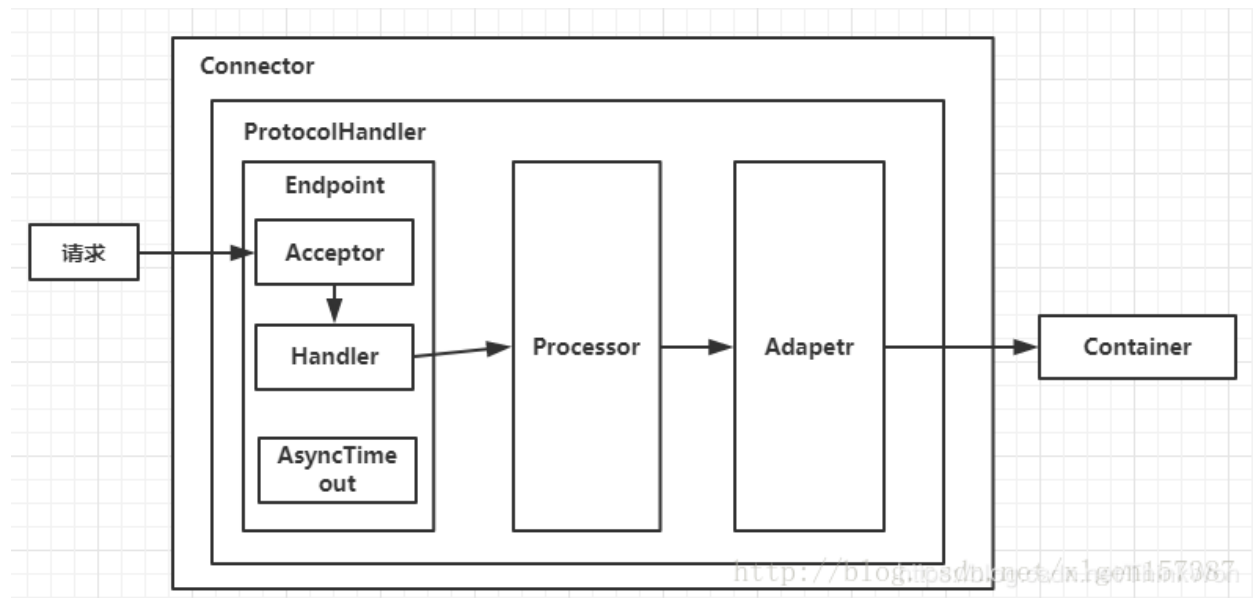 Connector
ProtocolHandler
Endpoint
请求
Acceptor
Handler
Processor
Adapetr
Container
AsyncTime
out